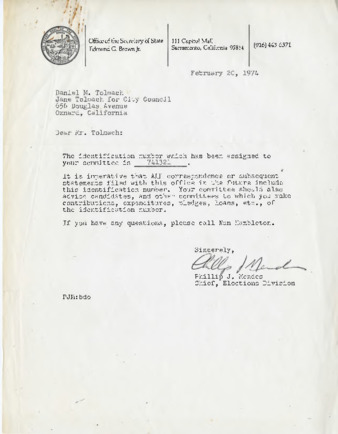 Office of the Secretary of State
Edmund G. Brown Jr.
111 Capitol Mall
Sacramento, California 95814
(916) 445-6371
February 20, 1974
Daniel M. Tolmach
Jane Tolmach for City Council
656 Douglas Avenue
Oxnard, California
Dear Mr. Tolmach:
The identification number which has been assigned to
your committee is
It is imperative that all correspondence or subsequent
statements filed with this office in the future include
this identification number. Your committee should also
advise candidates, and other committees to which you make
contributions, expenditures, pledges, loans, etc., of
the identification number.
If you have any questions, please call Nan
Sincerely,
Phillip J Mendes
Phillip J. Mendes
Chief, Elections Division
PJM:bdo